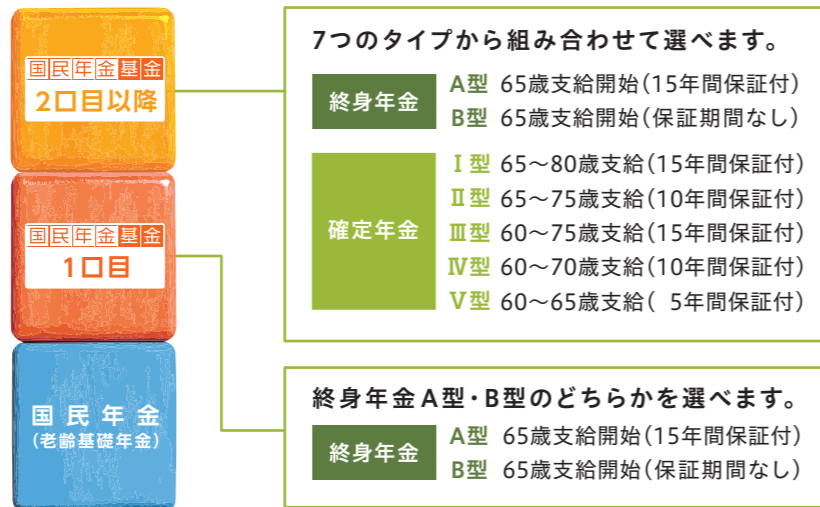 国民年金基金
2口目以降
国民年金基金
1口目
国民年金
(老齢基礎年金)
7つのタイプから組み合わせて選べます。
終身年金
A型 65歳支給開始(15年間保証付)
B型 65歳支給開始(保証期間なし)
確定年金
Ⅰ型 65〜80歳支給(15年間保証付)
Ⅱ型 65〜75歳支給(10年間保証付)
Ⅲ型 60〜75歳支給(15年間保証付)
Ⅳ型 60〜70歳支給(10年間保証付)
Ⅴ型 60〜65歳支給( 5年間保証付)
終身年金A型・B型のどちらかを選べます。
終身年金
A型 65歳支給開始(15年間保証付)
B型 65歳支給開始(保証期間なし)